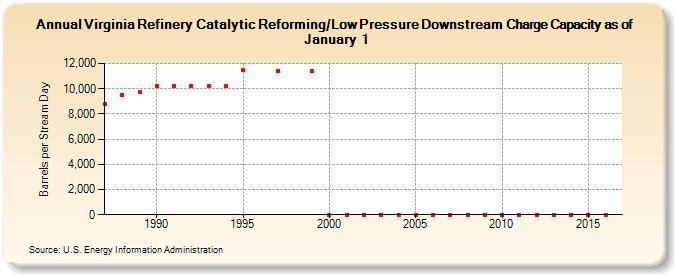 Annual Virginia Refinery Catalytic Reforming/Low Pressure Downstream Charge Capacity as of
January 1
Barrels per Stream Day
12,000
10,000
8,000
6,000
4,000
2,000
0
1990 1995 2000 2005 2010 2015
Source: U.S. Energy Information Administration